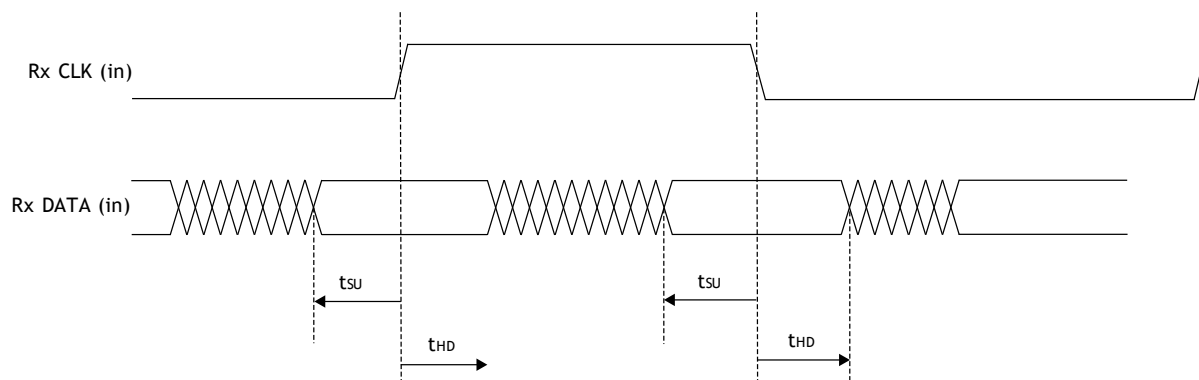 Rx CLK (in)
Rx DATA (in)
tSU
tSU
tHD
tHD